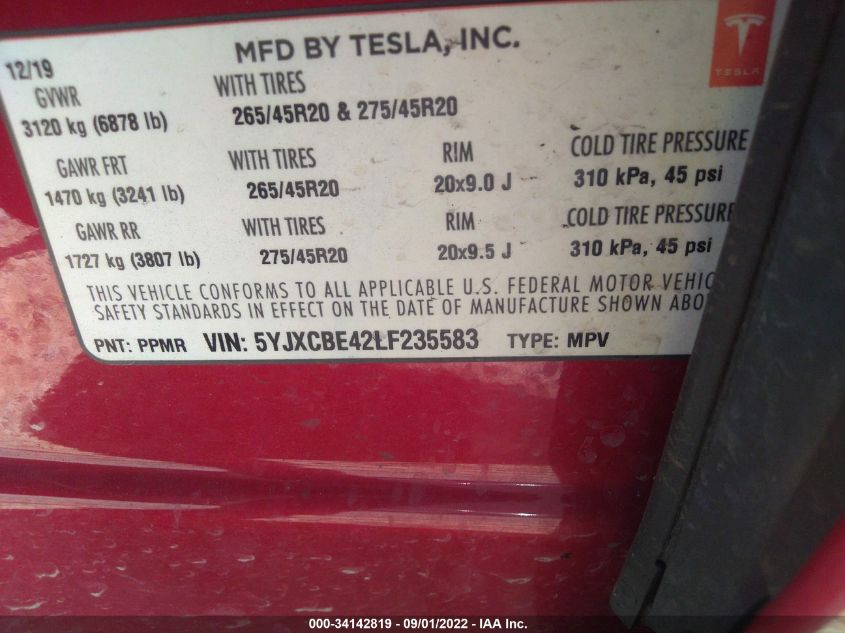 MFD BY TESLA, INC.
TESLA
12/19
GVWR
WITH TIRES
3120 kg (6878 lb)
265/45R20 & 275/45R20
GAWR FRT
WITH TIRES
RIM
COLD TIRE PRESSURE
1470 kg (3241 lb)
265/45R20
20x9.0 J
310 kPa, 45 psi
GAWR RR
WITH TIRES
RIM
COLD TIRE PRESSURE
1727 kg (3807 lb)
275/45R20
20x9.5 J
310 kPa, 45 psi
THIS VEHICLE CONFORMS TO ALL APPLICABLE U.S. FEDERAL MOTOR VEHIC
SAFETY STANDARDS IN EFFECT ON THE DATE OF MANUFACTURE SHOWN ABO
PNT: PPMR VIN: 5YJXCBE42LF235583 TYPE: MPV
000-34142819 - 09/01/2022 - IAA Inc.